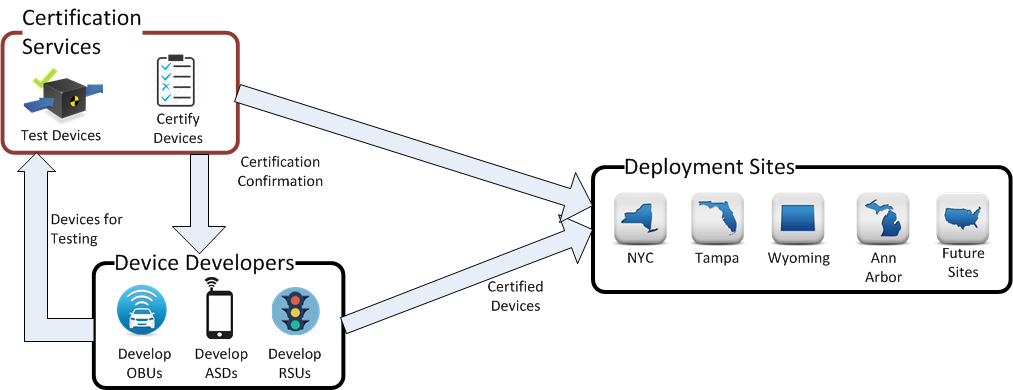 Certification
Services
Test Devices
Certify
Devices
Certification
Confirmation
Devices for
Testing
Device Developers
Develop
OBUs
Develop
ASDs
Develop
RSUs
Certified
Devices
Deployment Sites
NYC
Tampa
Wyoming
Ann
Arbor
Future
Sites